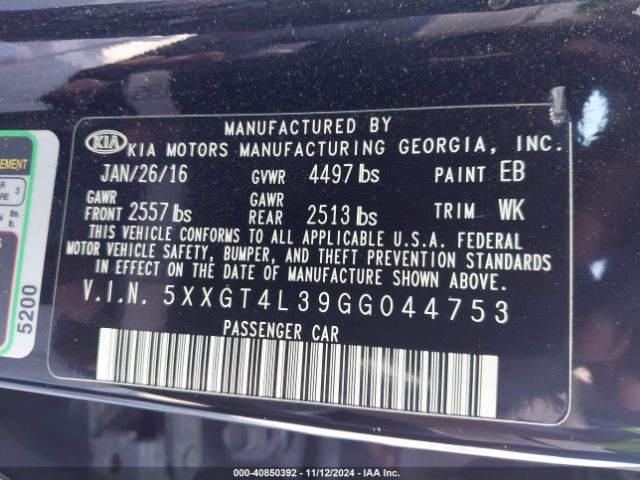 MANUFACTURED BY
KIA
KIA MOTORS MANUFACTURING GEORGIA, INC.
JAN/26/16 GVWR 4497 lbs PAINT EB
GAWR FRONT 2557 lbs GAWR REAR 2513 lbs TRIM WK
THIS VEHICLE CONFORMS TO ALL APPLICABLE U.S.A. FEDERAL
MOTOR VEHICLE SAFETY, BUMPER, AND THEFT PREVENTION STANDARDS
IN EFFECT ON THE DATE OF MANUFACTURE SHOWN ABOVE.
V.I.N. 5XXGT4L39GG044753
PASSENGER CAR
5200
000-40850392 - 11/12/2024 - IAA Inc.